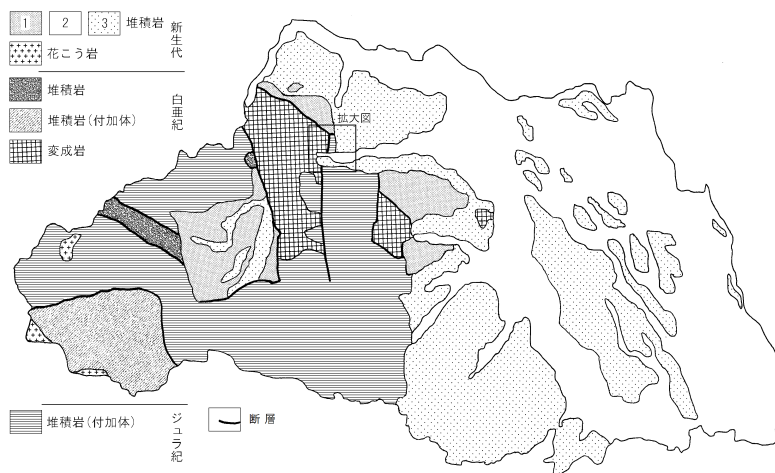 1 2 3 堆積岩
花こう岩
新生代
堆積岩
堆積岩(付加体)
変成岩
白亜紀
拡大図
堆積岩(付加体)
ジュラ紀
断層